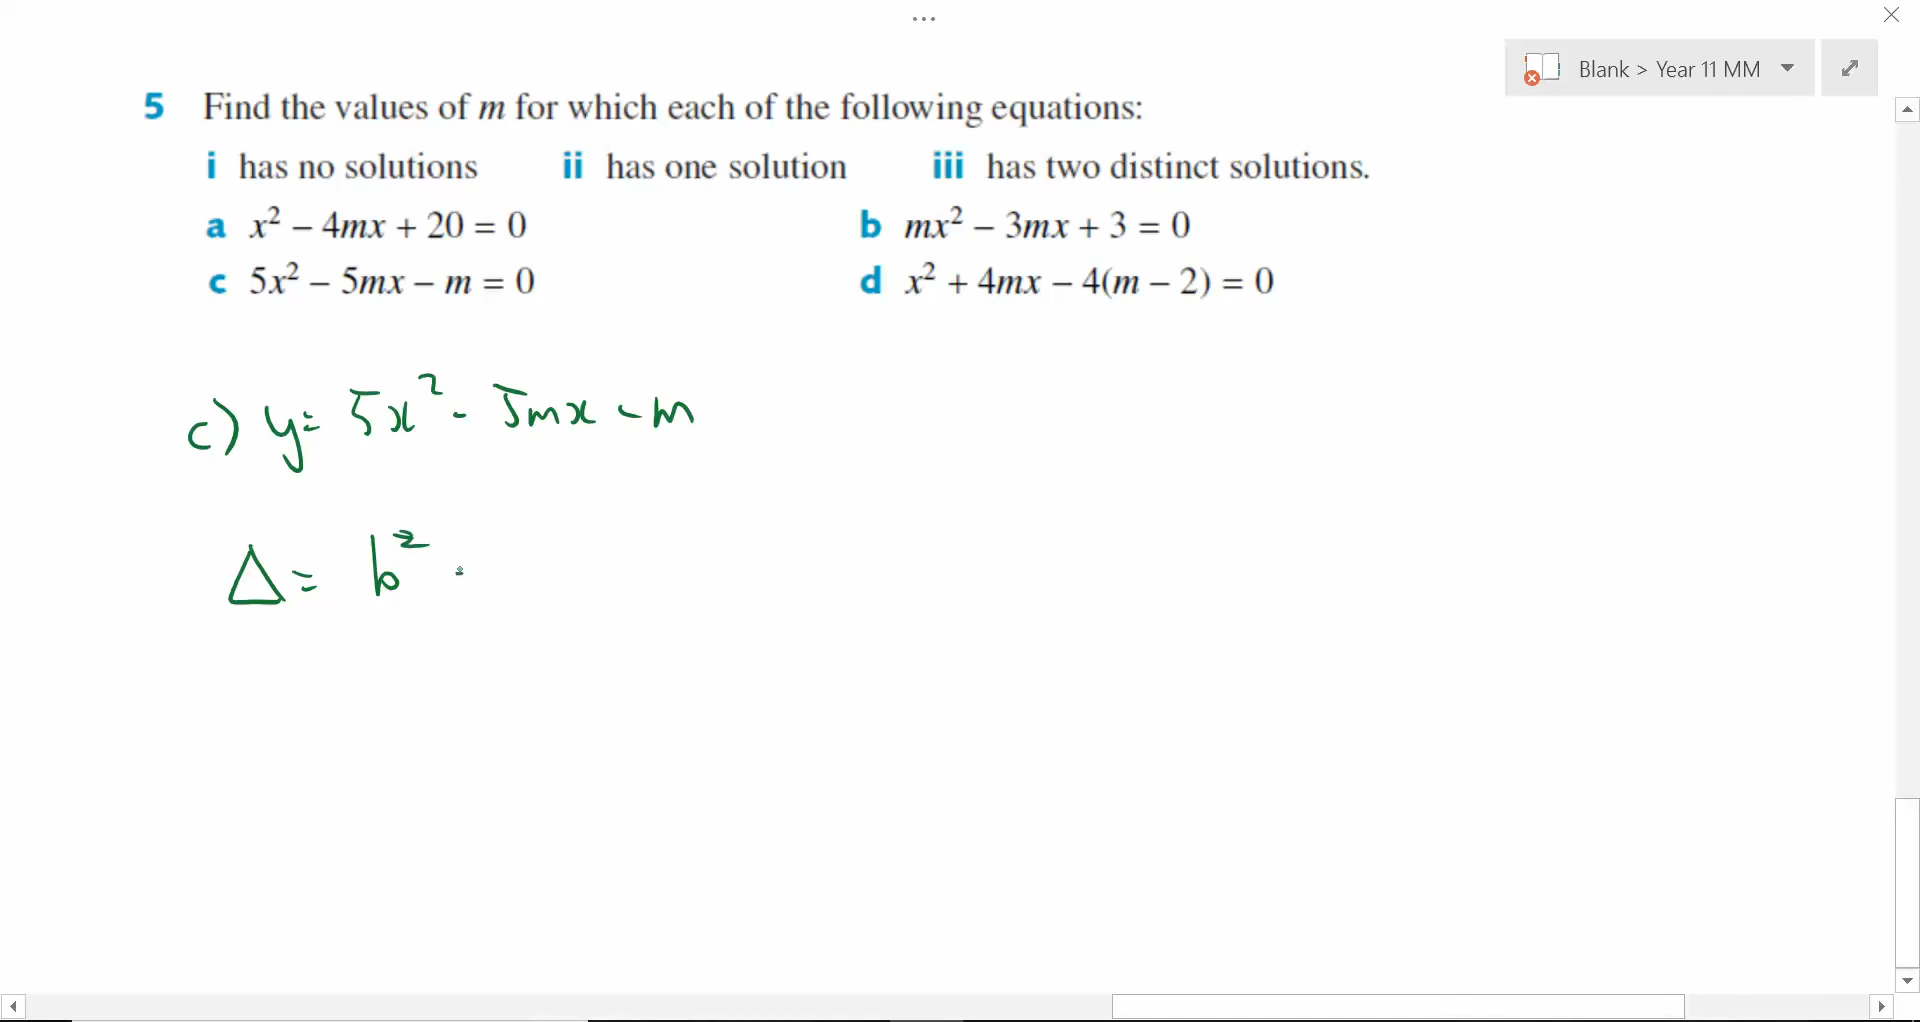 ...
Blank > Year 11 MM
5 Find the values of m for which each of the following equations:
i has no solutions ii has one solution iii has two distinct solutions.
a x² − 4mx + 20 = 0 b mx² − 3mx + 3 = 0
c 5x² − 5mx − m = 0 d x² + 4mx − 4(m − 2) = 0
c) y = 5x² - 5mx - m
Δ = b² -